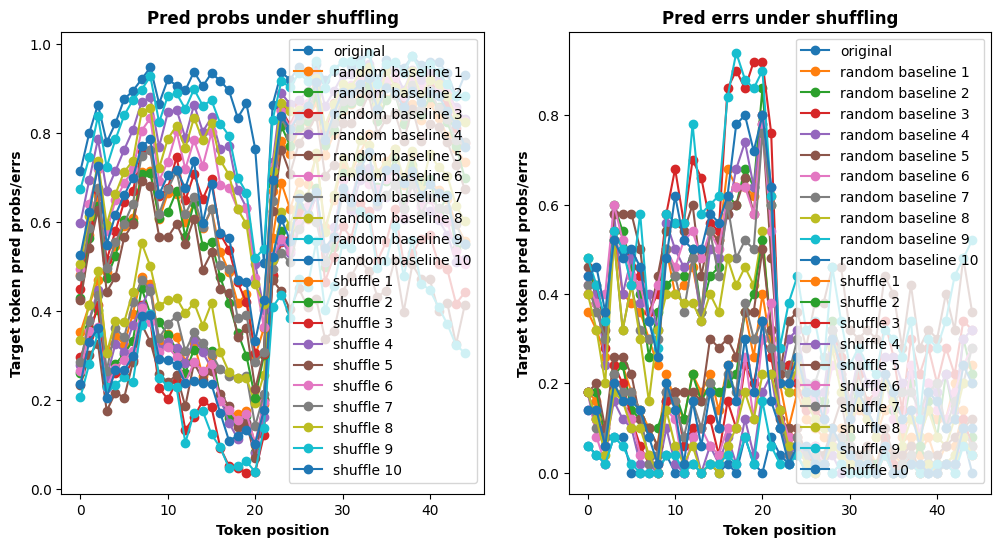 Pred probs under shuffling
Target token pred probs/errs
1.0
0.8
0.6
0.4
0.2
0.0
0
10
20
30
40
Token position
original
random baseline 1
random baseline 2
random baseline 3
random baseline 4
random baseline 5
random baseline 6
random baseline 7
random baseline 8
random baseline 9
random baseline 10
shuffle 1
shuffle 2
shuffle 3
shuffle 4
shuffle 5
shuffle 6
shuffle 7
shuffle 8
shuffle 9
shuffle 10
Pred errs under shuffling
Target token pred probs/errs
0.8
0.6
0.4
0.2
0.0
0
10
20
30
40
Token position
original
random baseline 1
random baseline 2
random baseline 3
random baseline 4
random baseline 5
random baseline 6
random baseline 7
random baseline 8
random baseline 9
random baseline 10
shuffle 1
shuffle 2
shuffle 3
shuffle 4
shuffle 5
shuffle 6
shuffle 7
shuffle 8
shuffle 9
shuffle 10